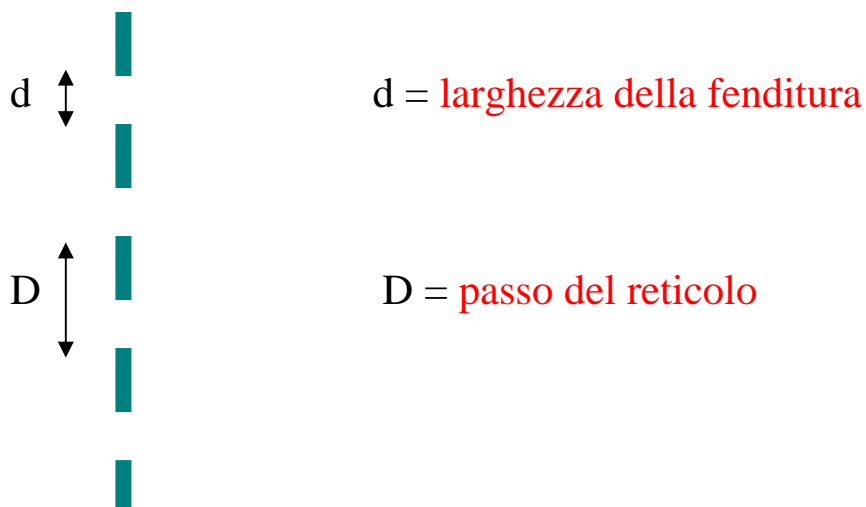 d d = larghezza della fenditura
D D = passo del reticolo